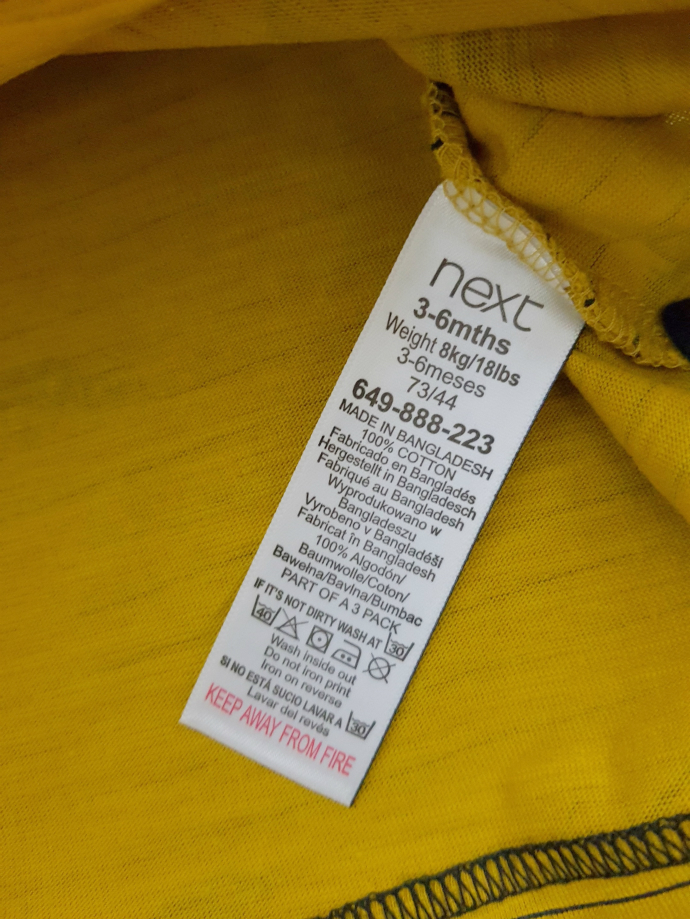 next
3-6mths
Weight 8kg/18lbs
3-6meses
73/44
649-888-223
MADE IN BANGLADESH
100% COTTON
Fabricado en Bangladés
Hergestellt in Bangladesch
Fabriqué au Bangladesh
Wyprodukowano w
Bangladeszu
Vyrobeno v Bangladéši
Fabricat în Bangladesh
100% Algodón/
Baumwolle/Coton/
Bawełna/Bavlna/Bumbac
PART OF A 3 PACK
IF IT'S NOT DIRTY WASH AT 30
40
Wash inside out
Do not iron print
Iron on reverse
SI NO ESTÁ SUCIO LAVAR A 30
Lavar del revés
KEEP AWAY FROM FIRE